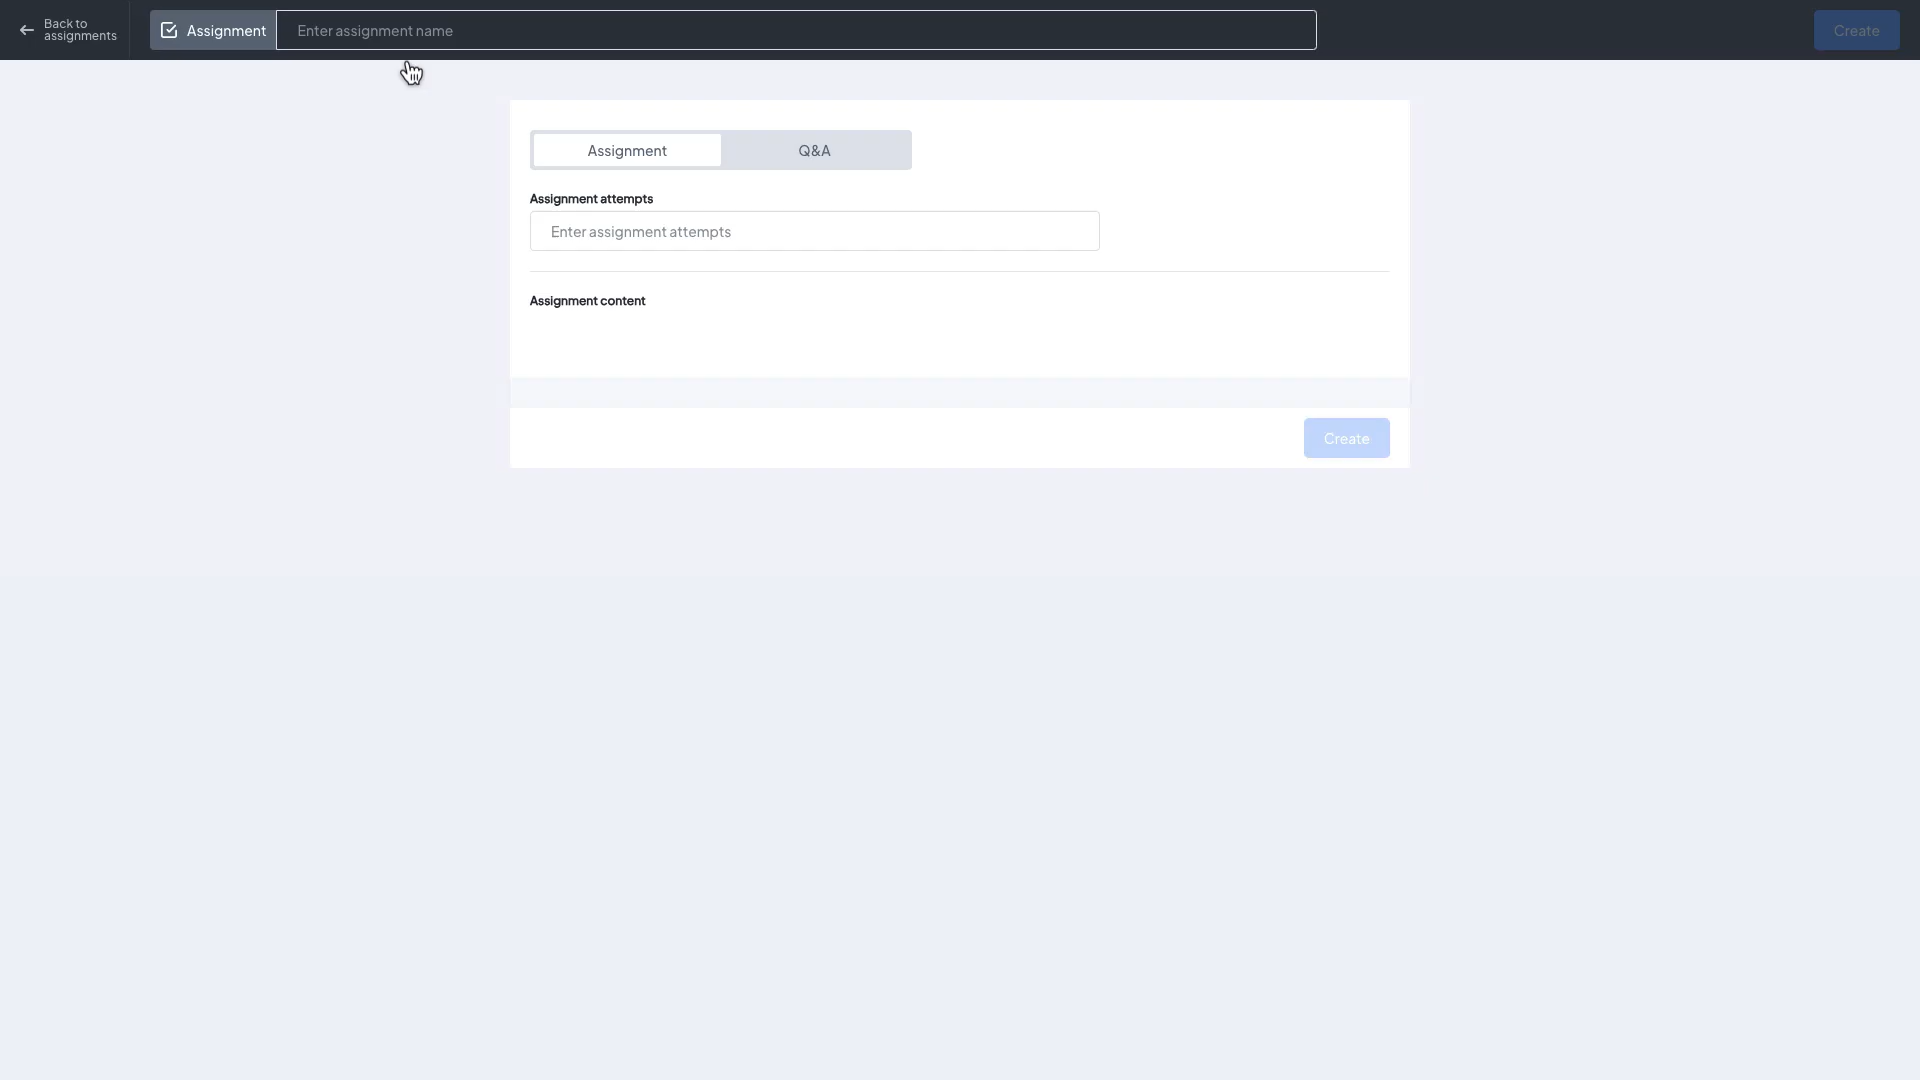 Back to
assignments
Assignment
Enter assignment name
Create
Assignment
Q&A
Assignment attempts
Enter assignment attempts
Assignment content
Create